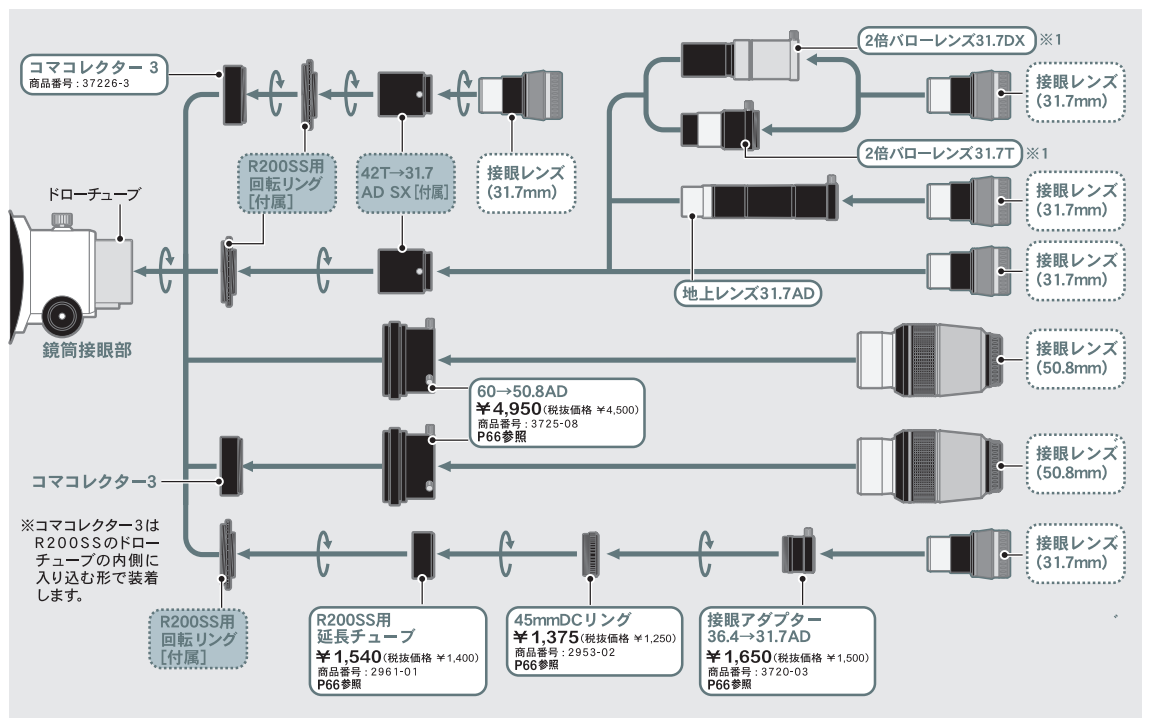 コマコレクター 3
商品番号：37226-3
2倍バローレンズ31.7DX ※1
接眼レンズ
(31.7mm)
R200SS用
回転リング
[付属]
42T→31.7
AD SX[付属]
接眼レンズ
(31.7mm)
2倍バローレンズ31.7T ※1
接眼レンズ
(31.7mm)
ドローチューブ
接眼レンズ
(31.7mm)
地上レンズ31.7AD
鏡筒接眼部
接眼レンズ
(50.8mm)
60→50.8AD
￥4,950(税抜価格 ￥4,500)
商品番号：3725-08
P66参照
接眼レンズ
(50.8mm)
コマコレクター3
※コマコレクター3は
R200SSのドロー
チューブの内側に
入り込む形で装着
します。
接眼レンズ
(31.7mm)
R200SS用
回転リング
[付属]
R200SS用
延長チューブ
￥1,540(税抜価格 ￥1,400)
商品番号：2961-01
P66参照
45mmDCリング
￥1,375(税抜価格 ￥1,250)
商品番号：2953-02
P66参照
接眼アダプター
36.4→31.7AD
￥1,650(税抜価格 ￥1,500)
商品番号：3720-03
P66参照